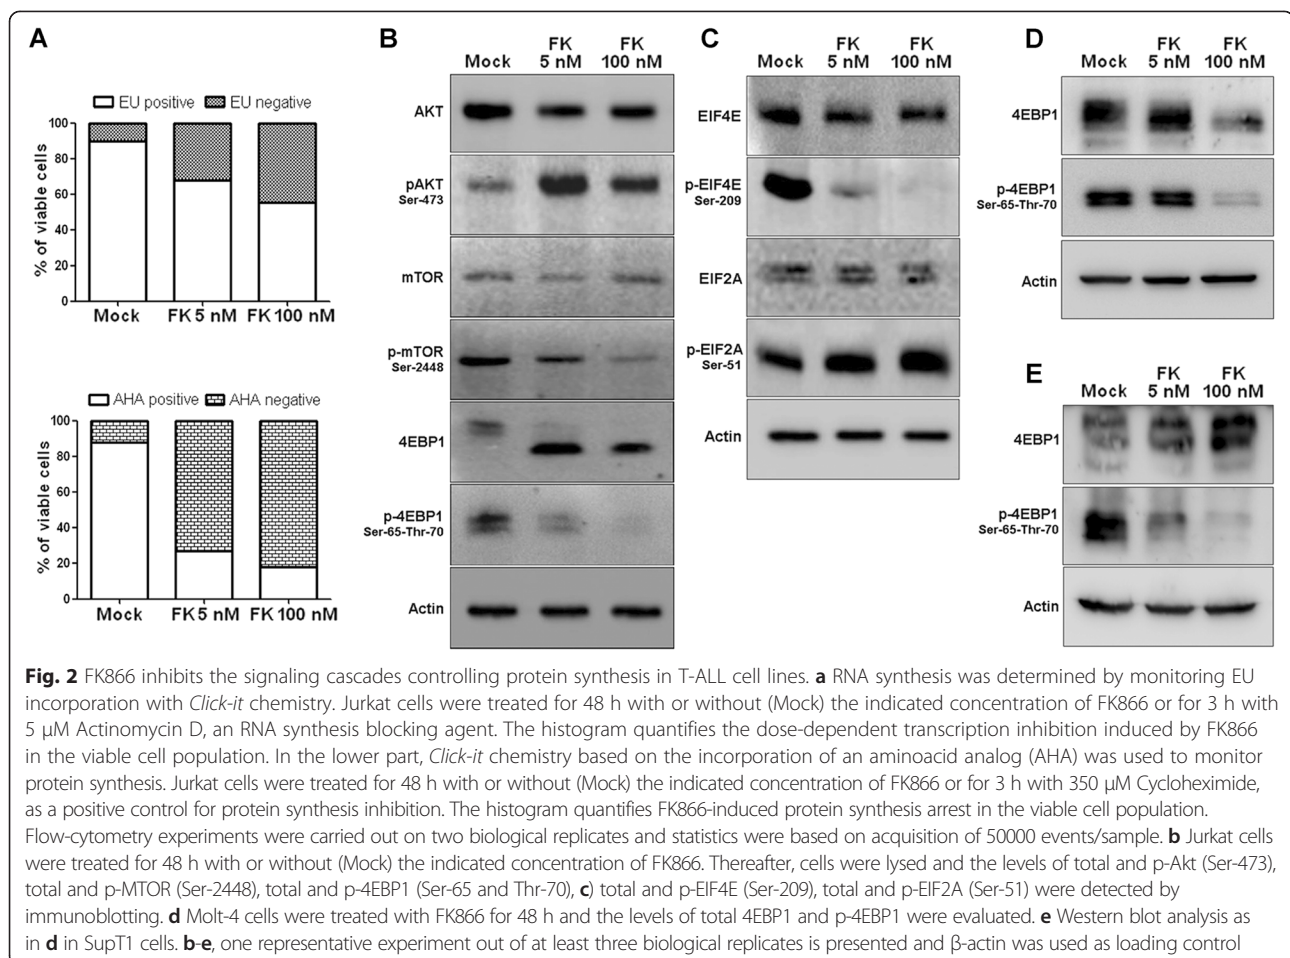 A
EU positive EU negative
% of viable cells
100
80
60
40
20
0
Mock FK 5 nM FK 100 nM
AHA positive AHA negative
% of viable cells
100
80
60
40
20
0
Mock FK 5 nM FK 100 nM
B
Mock FK 5 nM FK 100 nM
AKT
pAKT
Ser-473
mTOR
p-mTOR
Ser-2448
4EBP1
p-4EBP1
Ser-65-Thr-70
Actin
C
Mock FK 5 nM FK 100 nM
EIF4E
p-EIF4E
Ser-209
EIF2A
p-EIF2A
Ser-51
Actin
D
Mock FK 5 nM FK 100 nM
4EBP1
p-4EBP1
Ser-65-Thr-70
Actin
E
Mock FK 5 nM FK 100 nM
4EBP1
p-4EBP1
Ser-65-Thr-70
Actin
Fig. 2 FK866 inhibits the signaling cascades controlling protein synthesis in T-ALL cell lines. a RNA synthesis was determined by monitoring EU
incorporation with Click-it chemistry. Jurkat cells were treated for 48 h with or without (Mock) the indicated concentration of FK866 or for 3 h with
5 μM Actinomycin D, an RNA synthesis blocking agent. The histogram quantifies the dose-dependent transcription inhibition induced by FK866
in the viable cell population. In the lower part, Click-it chemistry based on the incorporation of an aminoacid analog (AHA) was used to monitor
protein synthesis. Jurkat cells were treated for 48 h with or without (Mock) the indicated concentration of FK866 or for 3 h with 350 μM Cycloheximide,
as a positive control for protein synthesis inhibition. The histogram quantifies FK866-induced protein synthesis arrest in the viable cell population.
Flow-cytometry experiments were carried out on two biological replicates and statistics were based on acquisition of 50000 events/sample. b Jurkat cells
were treated for 48 h with or without (Mock) the indicated concentration of FK866. Thereafter, cells were lysed and the levels of total and p-Akt (Ser-473),
total and p-MTOR (Ser-2448), total and p-4EBP1 (Ser-65 and Thr-70), c) total and p-EIF4E (Ser-209), total and p-EIF2A (Ser-51) were detected by
immunoblotting. d Molt-4 cells were treated with FK866 for 48 h and the levels of total 4EBP1 and p-4EBP1 were evaluated. e Western blot analysis as
in d in SupT1 cells. b-e, one representative experiment out of at least three biological replicates is presented and β-actin was used as loading control